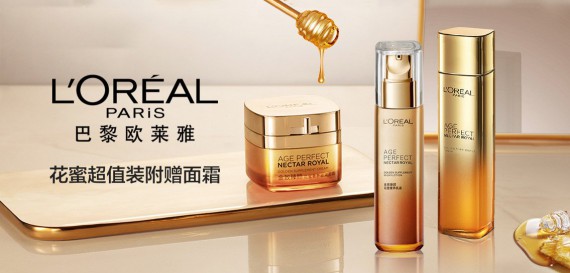 L'ORÉAL
PARiS
巴黎欧莱雅
花蜜超值装附赠面霜
AGE PERFECT
NECTAR ROYAL
L'ORÉAL
PARIS
AGE
PERFECT
NECTAR ROYAL
L'ORÉAL
PARIS
AGE PERFECT
NECTAR ROYAL